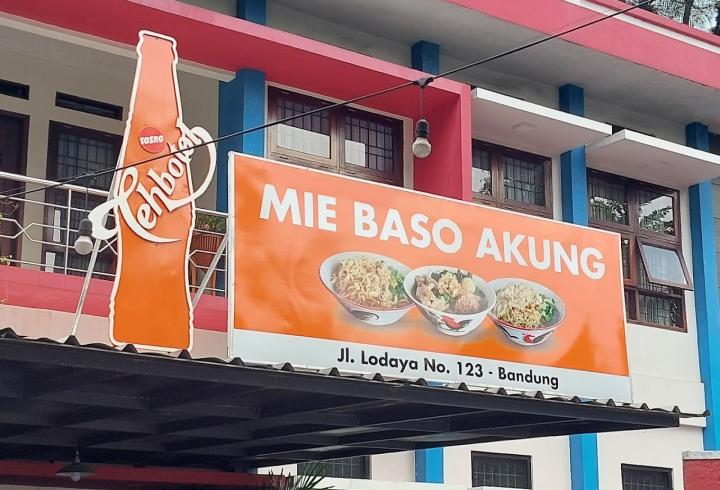 SOSRO
Tehbotol
MIE BASO AKUNG
Jl. Lodaya No. 123 - Bandung